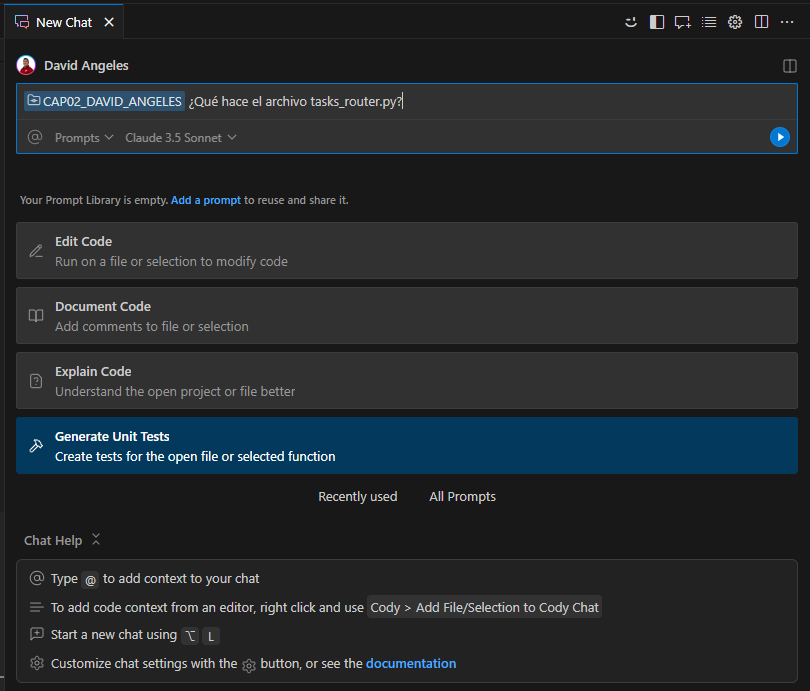 New Chat
David Angeles
CAP02_DAVID_ANGELES ¿Qué hace el archivo tasks_router.py?
@ Prompts Claude 3.5 Sonnet
Your Prompt Library is empty. Add a prompt to reuse and share it.
Edit Code
Run on a file or selection to modify code
Document Code
Add comments to file or selection
Explain Code
Understand the open project or file better
Generate Unit Tests
Create tests for the open file or selected function
Recently used All Prompts
Chat Help
@ Type @ to add context to your chat
To add code context from an editor, right click and use Cody > Add File/Selection to Cody Chat
Start a new chat using ⌥ L
Customize chat settings with the button, or see the documentation